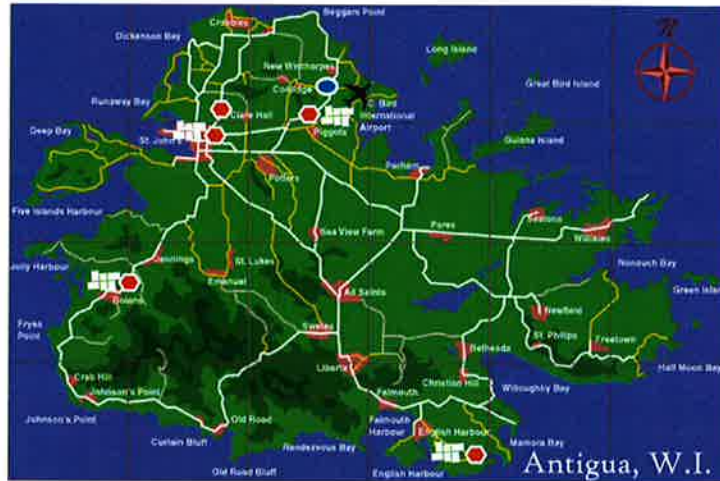 Beggars Point
Crosbies
Dickenson Bay
Long Island
New Winthorpes
Coolidge
Great Bird Island
Runaway Bay
Clare Hall
Piggots
C. Bird
International
Airport
Deep Bay
St. John's
Guiana Island
Potters
Parham
Five Islands Harbour
Sea View Farm
Pares
Seatons
Willikies
Jennings
St. Lukes
Emanuel
Jolly Harbour
Nonsuch Bay
Green Island
Bolans
All Saints
Fryes
Point
Swetes
Newfield
St. Philips
Freetown
Bethesda
Liberta
Christian Hill
Half Moon Bay
Willoughby Bay
Crab Hill
Johnson's Point
Johnson's Point
Falmouth
Old Road
Falmouth
Harbour
English Harbour
Curtain Bluff
Rendezvous Bay
Mamora Bay
Old Road Bluff
English Harbour
Antigua, W.I.